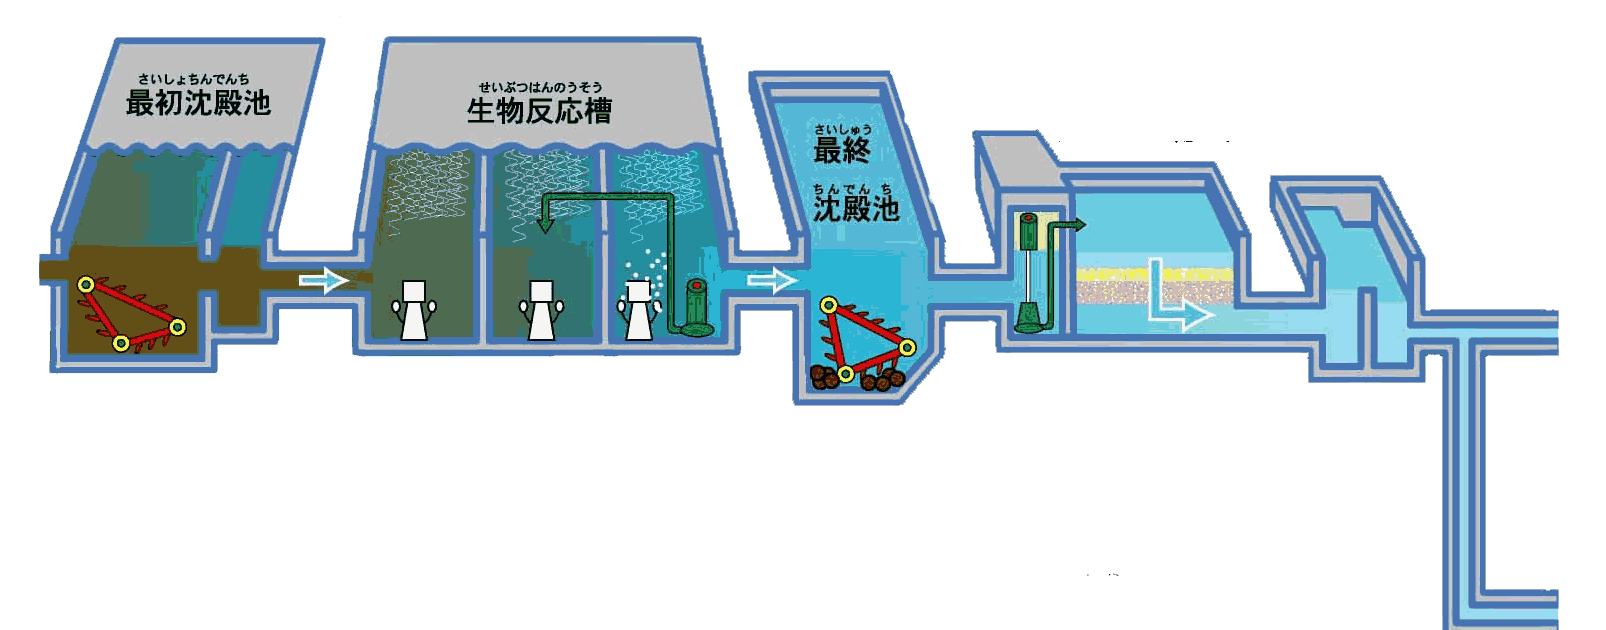 さいしょちんでんち
最初沈殿池
せいぶつはんのうそう
生物反応槽
さいしゅう
最終
ちんでんち
沈殿池